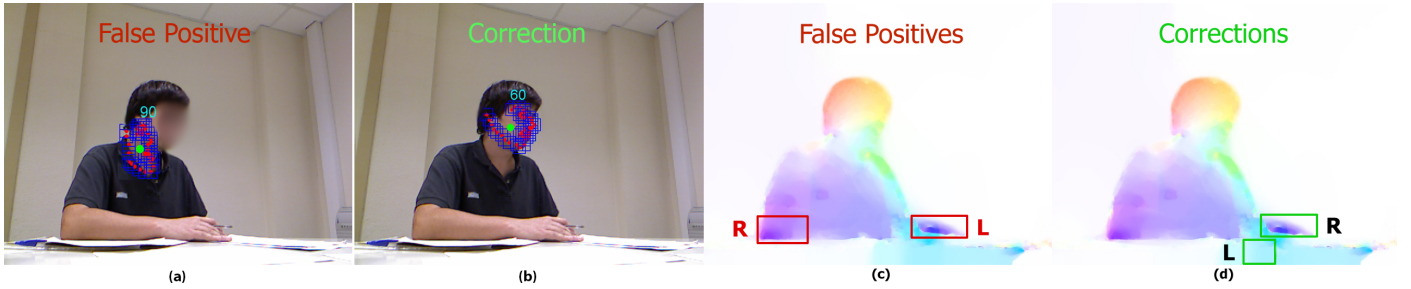 False Positive
90
(a)
Correction
60
(b)
False Positives
R
L
(c)
Corrections
R
L
(d)